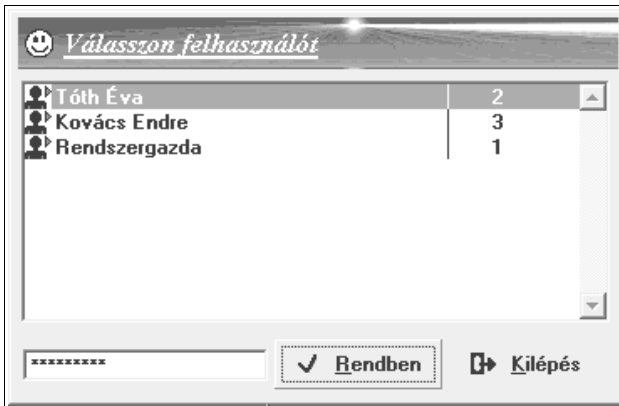 Válasszon felhasználót
Tóth Éva 2
Kovács Endre 3
Rendszergazda 1
********* Rendben Kilépés